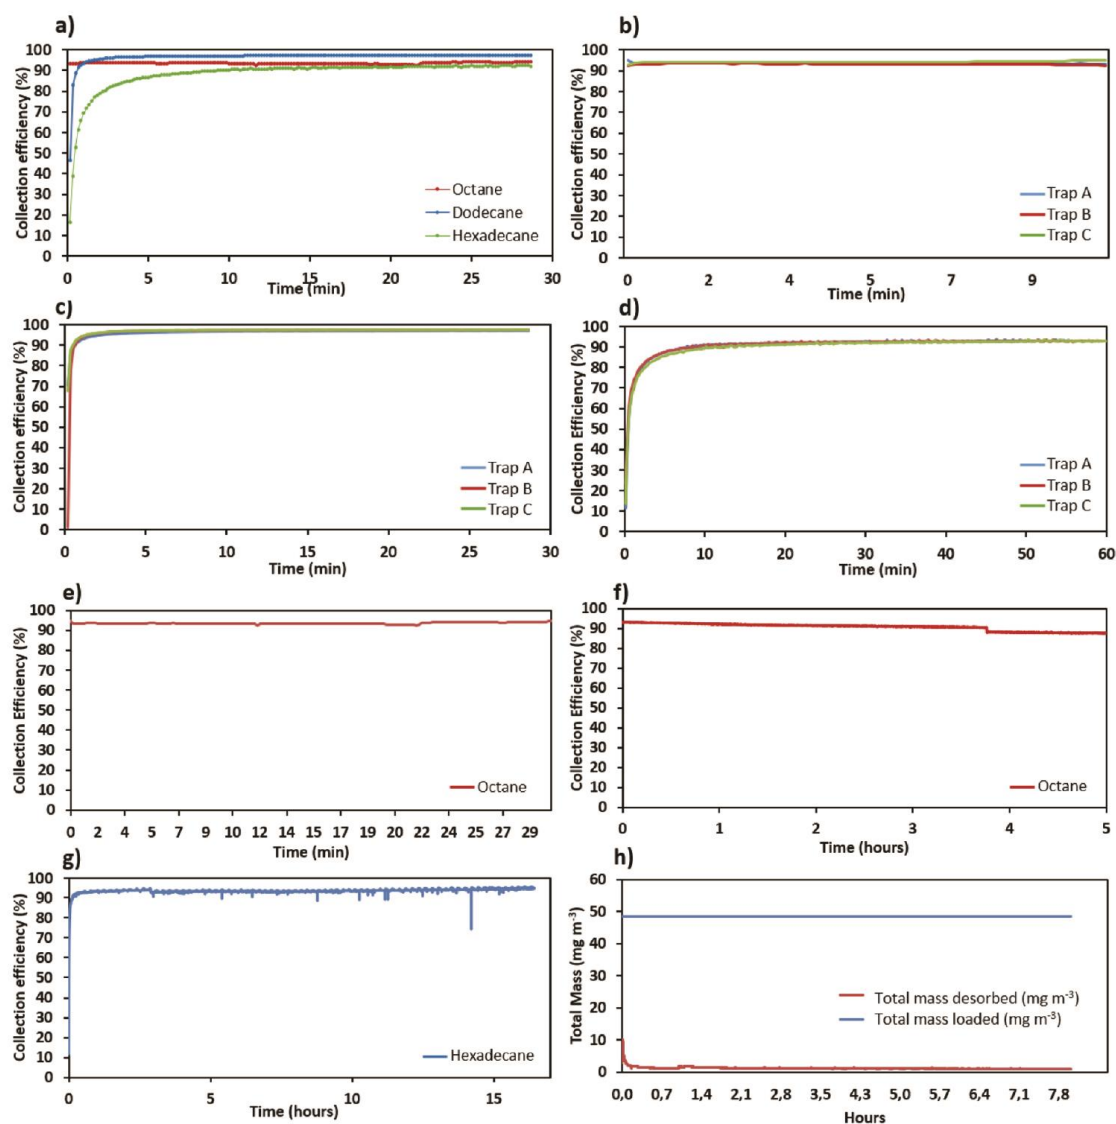 a)
Collection efficiency (%)
100
90
80
70
60
50
40
30
20
10
0
Octane
Dodecane
Hexadecane
0 5 10 15 20 25 30
Time (min)
b)
Collection efficiency (%)
100
90
80
70
60
50
40
30
20
10
0
Trap A
Trap B
Trap C
0 2 4 5 7 9
Time (min)
c)
Collection efficiency (%)
100
90
80
70
60
50
40
30
20
10
0
Trap A
Trap B
Trap C
0 5 10 15 20 25 30
Time (min)
d)
Collection Efficiency (%)
100
90
80
70
60
50
40
30
20
10
0
Trap A
Trap B
Trap C
0 10 20 30 40 50 60
Time (min)
e)
Collection Efficiency (%)
100
90
80
70
60
50
40
30
20
10
0
Octane
0 2 4 5 7 9 10 12 14 15 17 19 20 22 24 25 27 29
Time (min)
f)
Collection Efficiency (%)
100
90
80
70
60
50
40
30
20
10
0
Octane
0 1 2 3 4 5
Time (hours)
g)
Collection efficiency (%)
100
90
80
70
60
50
40
30
20
10
0
Hexadecane
0 5 10 15
Time (hours)
h)
Total Mass (mg m⁻³)
60
50
40
30
20
10
0
Total mass desorbed (mg m⁻³)
Total mass loaded (mg m⁻³)
0,0 0,7 1,4 2,1 2,8 3,5 4,3 5,0 5,7 6,4 7,1 7,8
Hours